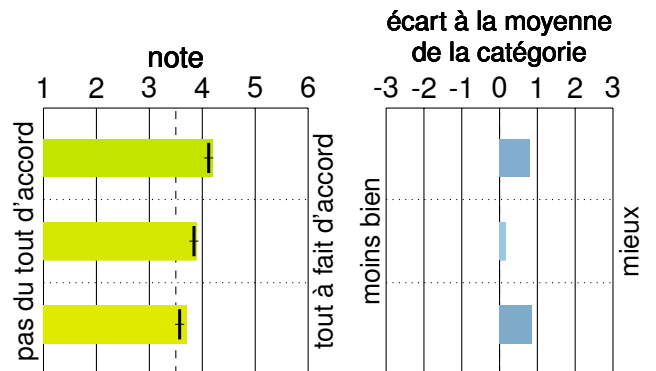 note
1 2 3 4 5 6
pas du tout d'accord
tout à fait d'accord
écart à la moyenne
de la catégorie
-3 -2 -1 0 1 2 3
moins bien
mieux